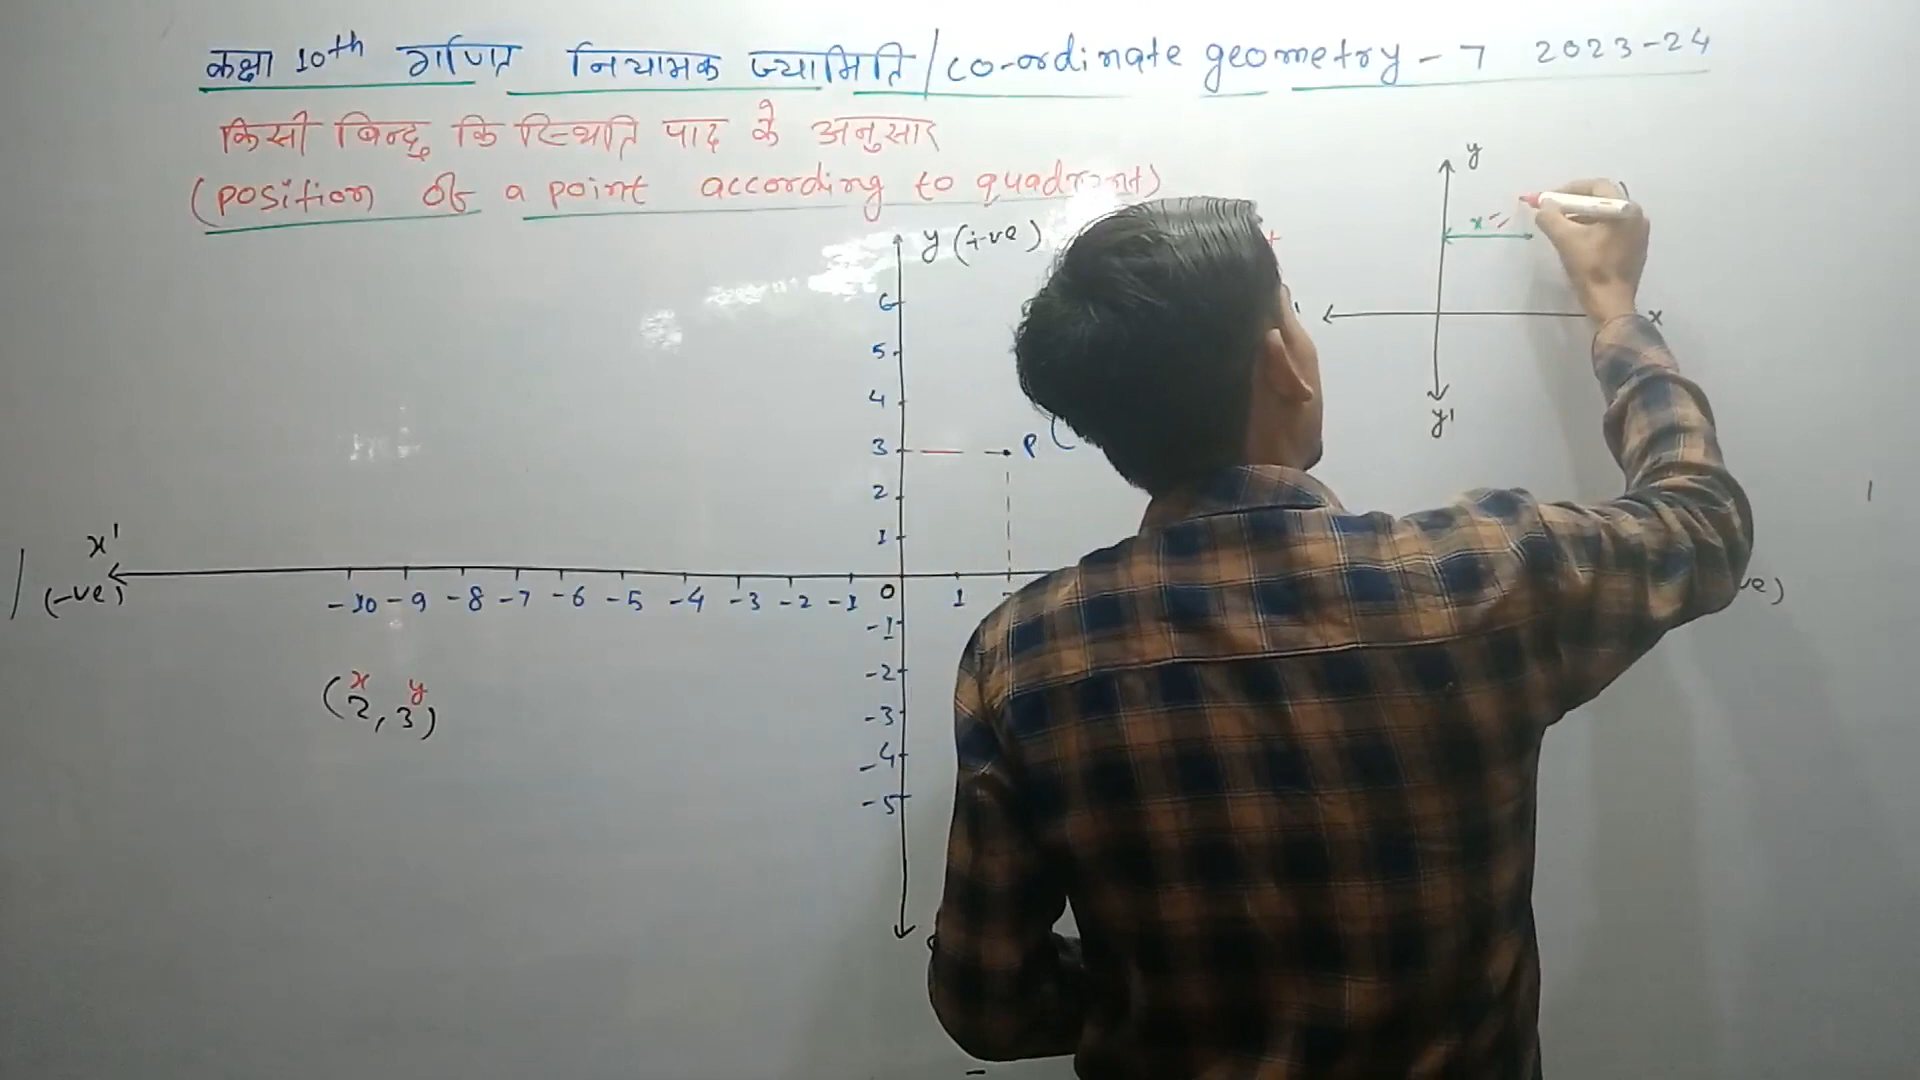 कक्षा 10th गणित नियामक ज्यामिति / co-ordinate geometry - 7 2023-24
किसी बिन्दु कि स्थिति पाद के अनुसार
(position of a point according to quadrant)
y
y (+ve)
x =
x
6
5
4
y'
3 P (
2
1
x'
(-ve)
-10 -9 -8 -7 -6 -5 -4 -3 -2 -1 0 1
ve)
-1
-2
x y
(2, 3)
-3
-4
-5